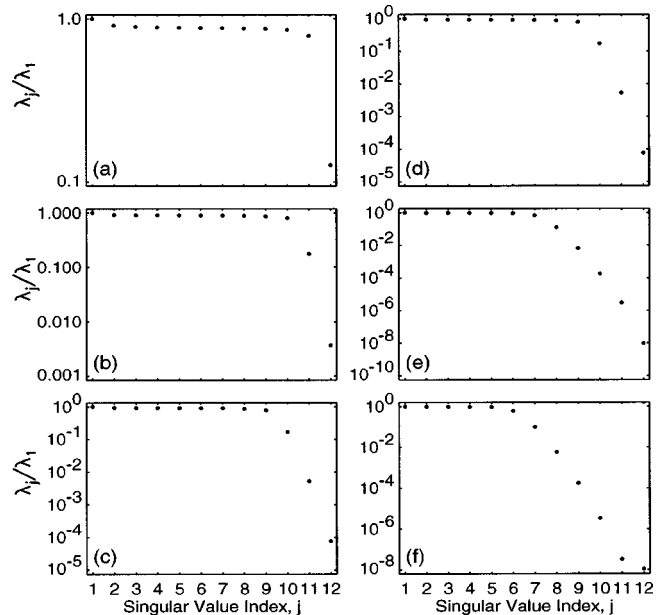 1.0
λj/λ1
0.1
(a)
1.000
0.100
λj/λ1
0.010
0.001
(b)
10^0
10^-1
10^-2
λj/λ1
10^-3
10^-4
10^-5
(c)
1 2 3 4 5 6 7 8 9 10 11 12
Singular Value Index, j
10^0
10^-1
10^-2
10^-3
10^-4
10^-5
(d)
10^0
10^-2
10^-4
10^-6
10^-8
10^-10
(e)
10^0
10^-2
10^-4
10^-6
10^-8
(f)
1 2 3 4 5 6 7 8 9 10 11 12
Singular Value Index, j